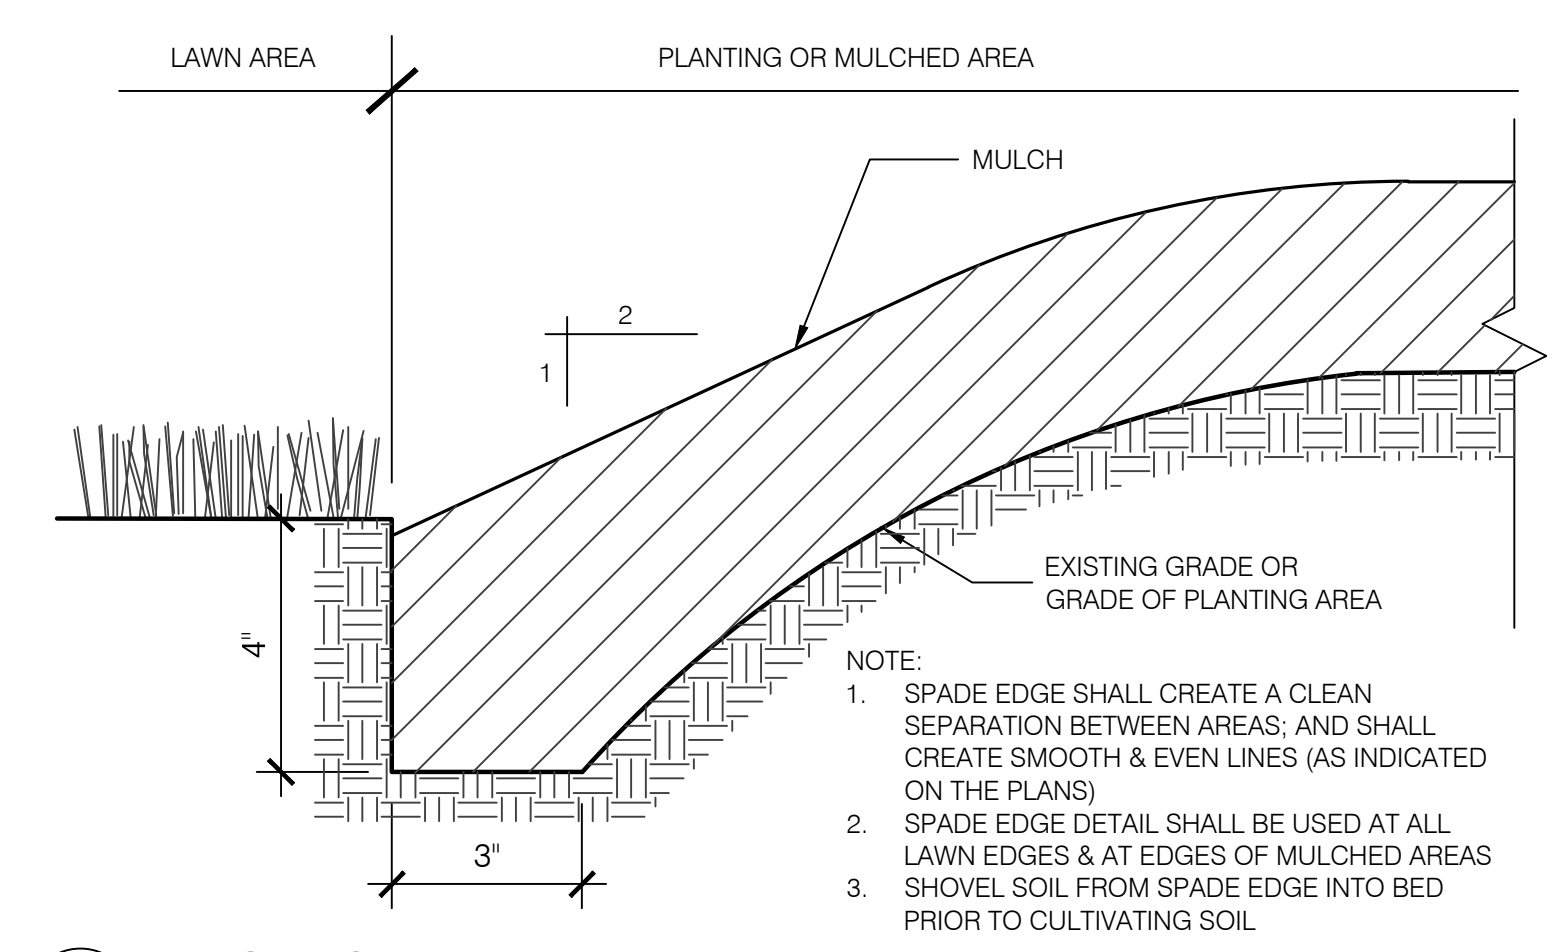 LAWN AREA
PLANTING OR MULCHED AREA
MULCH
2
1
EXISTING GRADE OR
GRADE OF PLANTING AREA
4"
3"
NOTE:
1. SPADE EDGE SHALL CREATE A CLEAN
SEPARATION BETWEEN AREAS; AND SHALL
CREATE SMOOTH & EVEN LINES (AS INDICATED
ON THE PLANS)
2. SPADE EDGE DETAIL SHALL BE USED AT ALL
LAWN EDGES & AT EDGES OF MULCHED AREAS
3. SHOVEL SOIL FROM SPADE EDGE INTO BED
PRIOR TO CULTIVATING SOIL